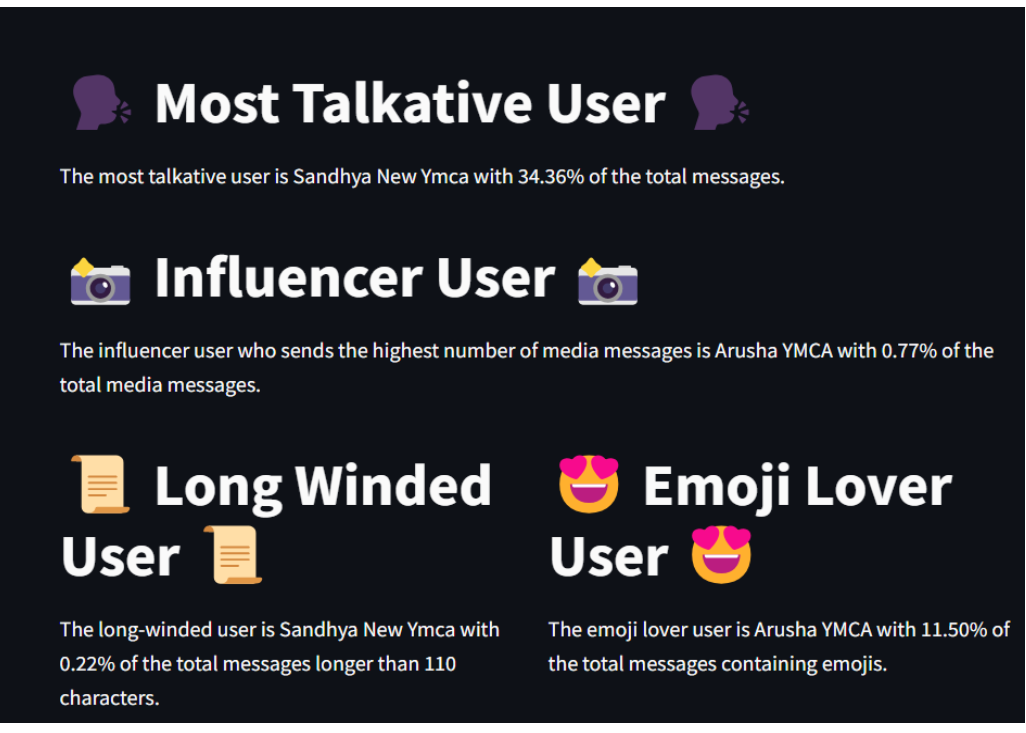 🗣 Most Talkative User 🗣
The most talkative user is Sandhya New Ymca with 34.36% of the total messages.
📸 Influencer User 📸
The influencer user who sends the highest number of media messages is Arusha YMCA with 0.77% of the
total media messages.
📜 Long Winded
User 📜
The long-winded user is Sandhya New Ymca with
0.22% of the total messages longer than 110
characters.
😍 Emoji Lover
User 😍
The emoji lover user is Arusha YMCA with 11.50% of
the total messages containing emojis.